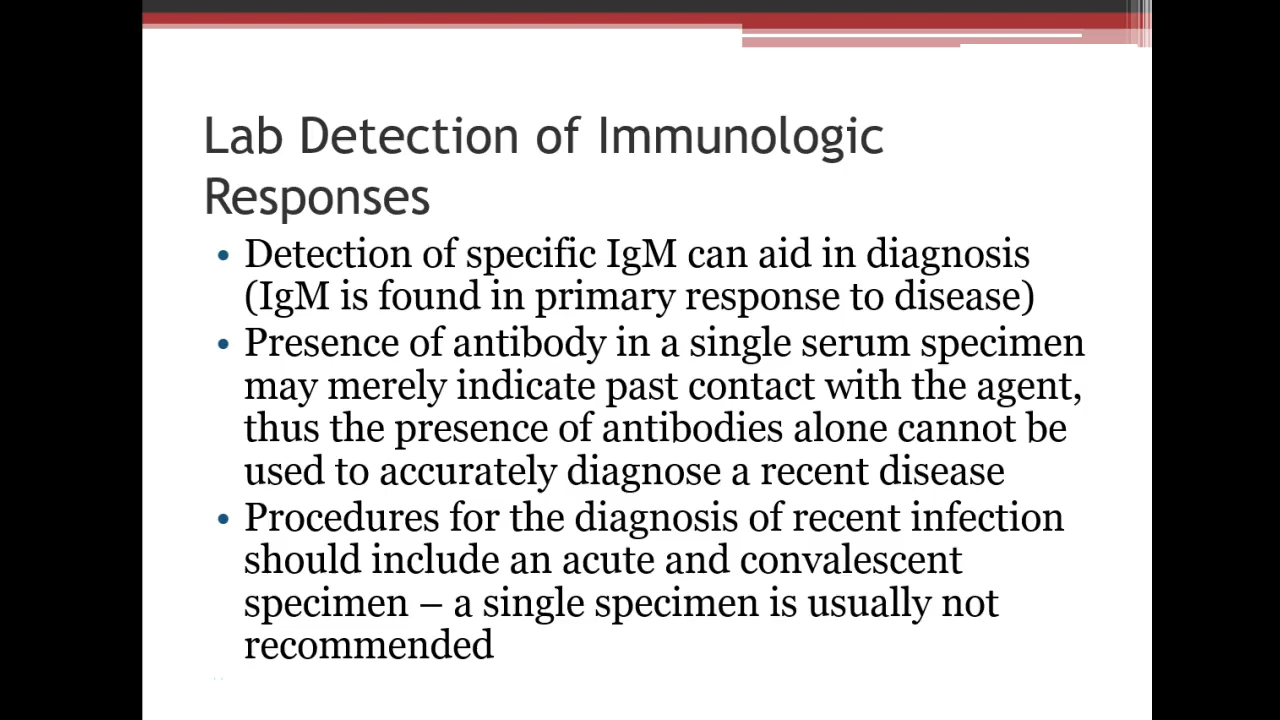 Lab Detection of Immunologic
Responses
• Detection of specific IgM can aid in diagnosis
(IgM is found in primary response to disease)
• Presence of antibody in a single serum specimen
may merely indicate past contact with the agent,
thus the presence of antibodies alone cannot be
used to accurately diagnose a recent disease
• Procedures for the diagnosis of recent infection
should include an acute and convalescent
specimen – a single specimen is usually not
recommended